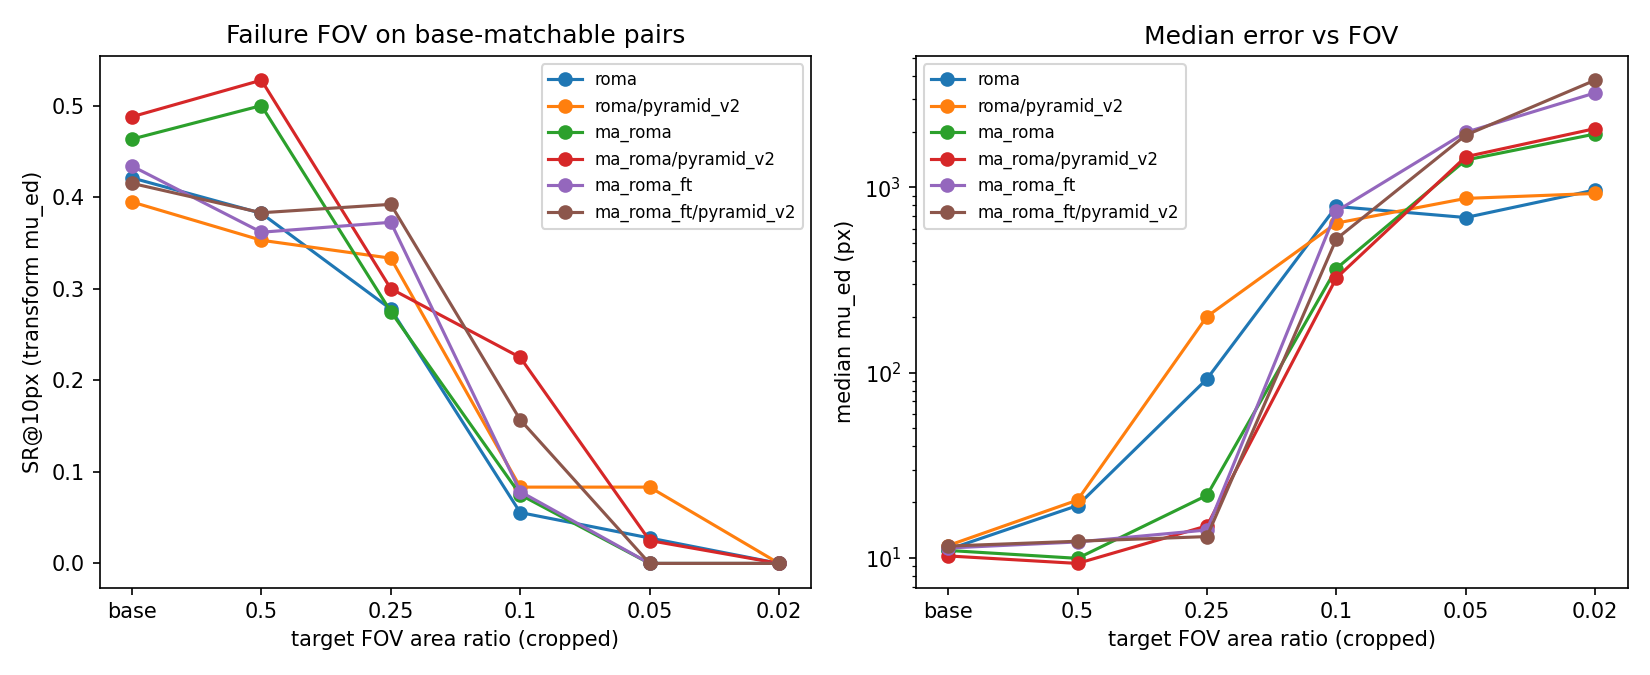 Failure FOV on base-matchable pairs
SR@10px (transform mu_ed)
0.5
0.4
0.3
0.2
0.1
0.0
roma
roma/pyramid_v2
ma_roma
ma_roma/pyramid_v2
ma_roma_ft
ma_roma_ft/pyramid_v2
base 0.5 0.25 0.1 0.05 0.02
target FOV area ratio (cropped)
Median error vs FOV
median mu_ed (px)
10³
10²
10¹
roma
roma/pyramid_v2
ma_roma
ma_roma/pyramid_v2
ma_roma_ft
ma_roma_ft/pyramid_v2
base 0.5 0.25 0.1 0.05 0.02
target FOV area ratio (cropped)